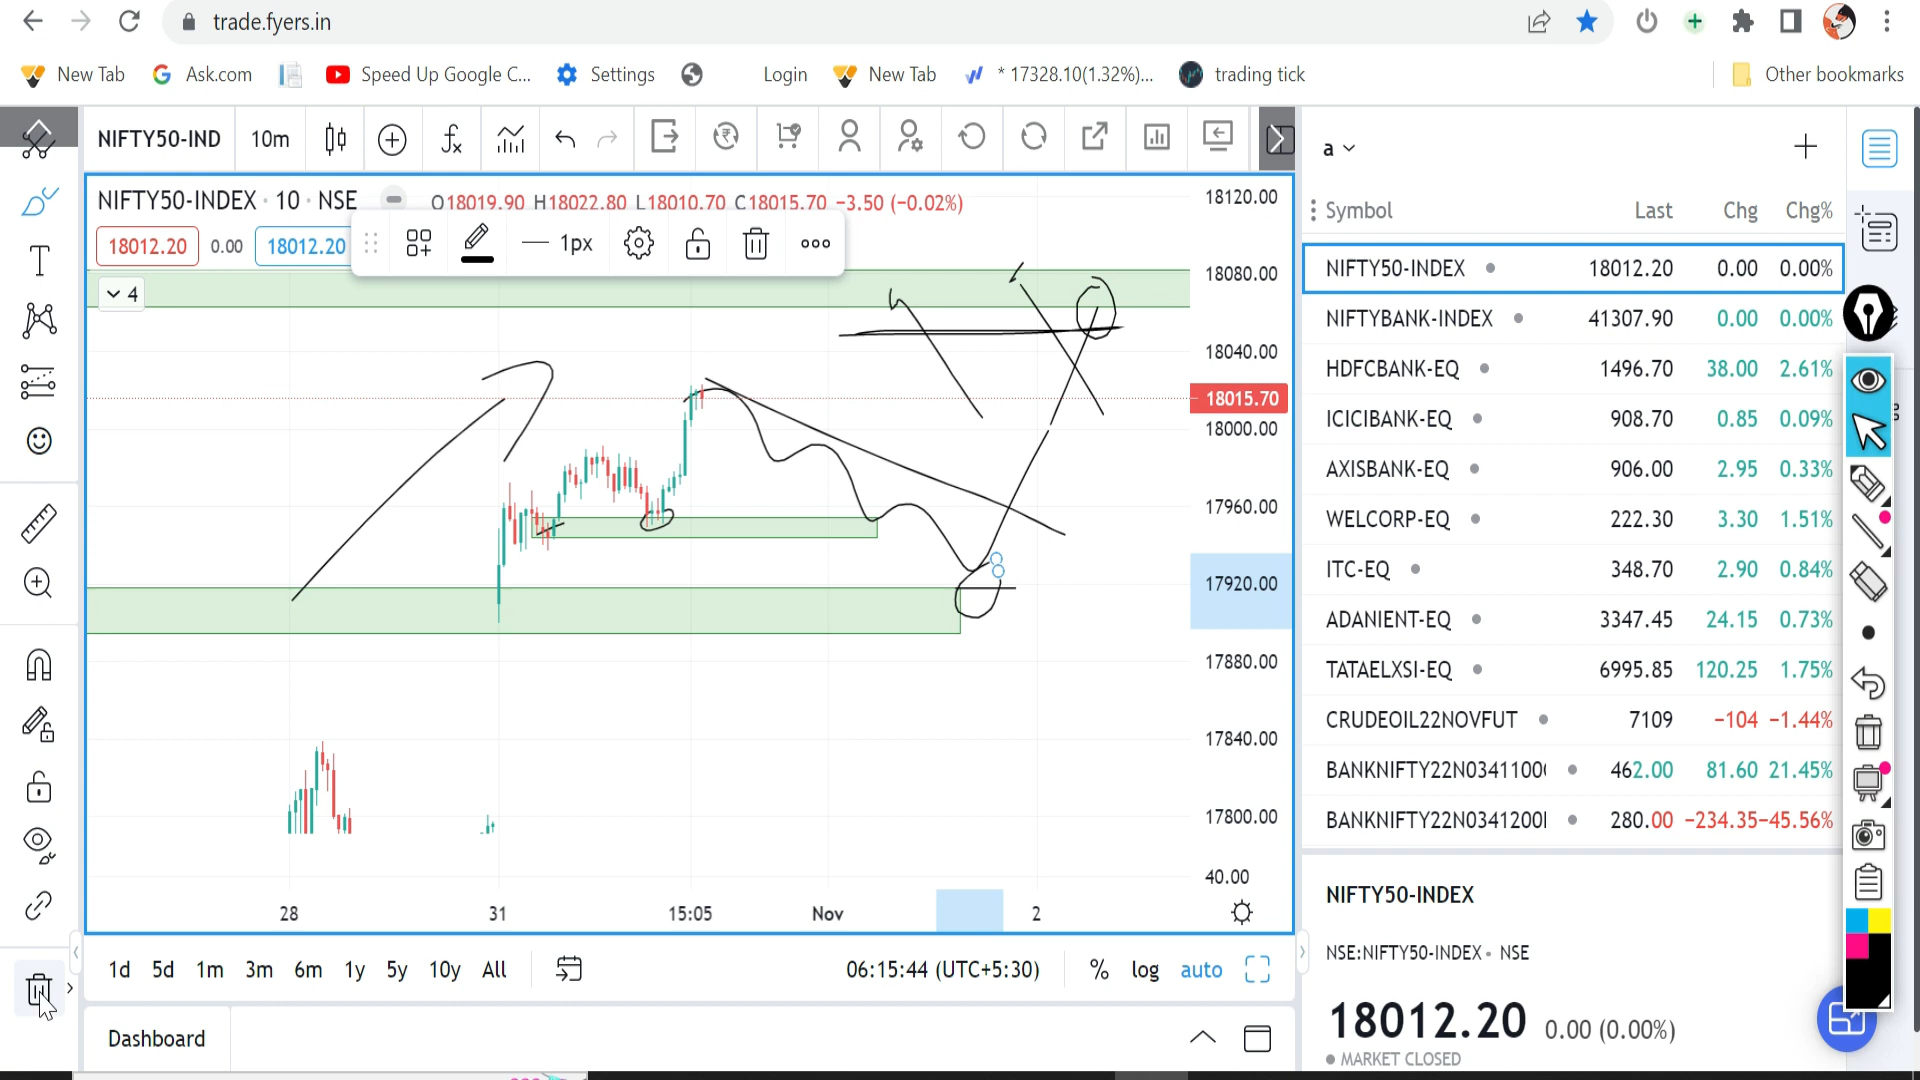 trade.fyers.in
New Tab Ask.com Speed Up Google C... Settings Login New Tab * 17328.10(1.32%)... trading tick Other bookmarks
NIFTY50-IND 10m
NIFTY50-INDEX · 10 · NSE O18019.90 H18022.80 L18010.70 C18015.70 −3.50 (−0.02%)
18012.20 0.00 18012.20
1px
4
18120.00
18080.00
18040.00
18015.70
18000.00
17960.00
17920.00
17880.00
17840.00
17800.00
40.00
28 31 15:05 Nov 2
1d 5d 1m 3m 6m 1y 5y 10y All 06:15:44 (UTC+5:30) % log auto
Dashboard
a
Symbol Last Chg Chg%
NIFTY50-INDEX 18012.20 0.00 0.00%
NIFTYBANK-INDEX 41307.90 0.00 0.00%
HDFCBANK-EQ 1496.70 38.00 2.61%
ICICIBANK-EQ 908.70 0.85 0.09%
AXISBANK-EQ 906.00 2.95 0.33%
WELCORP-EQ 222.30 3.30 1.51%
ITC-EQ 348.70 2.90 0.84%
ADANIENT-EQ 3347.45 24.15 0.73%
TATAELXSI-EQ 6995.85 120.25 1.75%
CRUDEOIL22NOVFUT 7109 −104 −1.44%
BANKNIFTY22N0341100 462.00 81.60 21.45%
BANKNIFTY22N0341200 280.00 −234.35 −45.56%
NIFTY50-INDEX
NSE:NIFTY50-INDEX • NSE
18012.20 0.00 (0.00%)
MARKET CLOSED